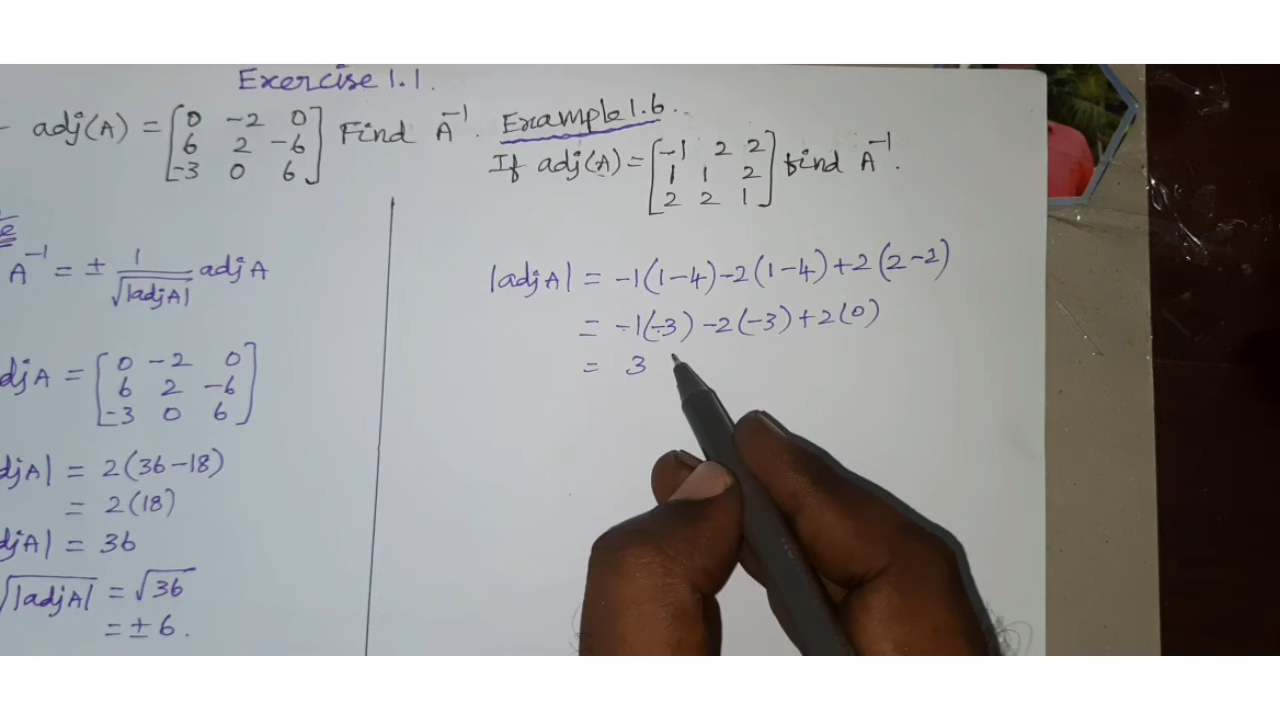 Exercise 1.1
adj(A) = [0 -2 0 Find A⁻¹.
6 2 -6
-3 0 6]
A⁻¹ = ± 1/√|adjA| adj A
djA = [0 -2 0
6 2 -6
-3 0 6]
djA| = 2(36-18)
= 2(18)
djA| = 36
√|adjA| = √36
= ± 6.
Example 1.6.
If adj(A) = [-1 2 2 find A⁻¹.
1 1 2
2 2 1]
|adjA| = -1(1-4)-2(1-4)+2(2-2)
= -1(-3) -2(-3) +2(0)
= 3